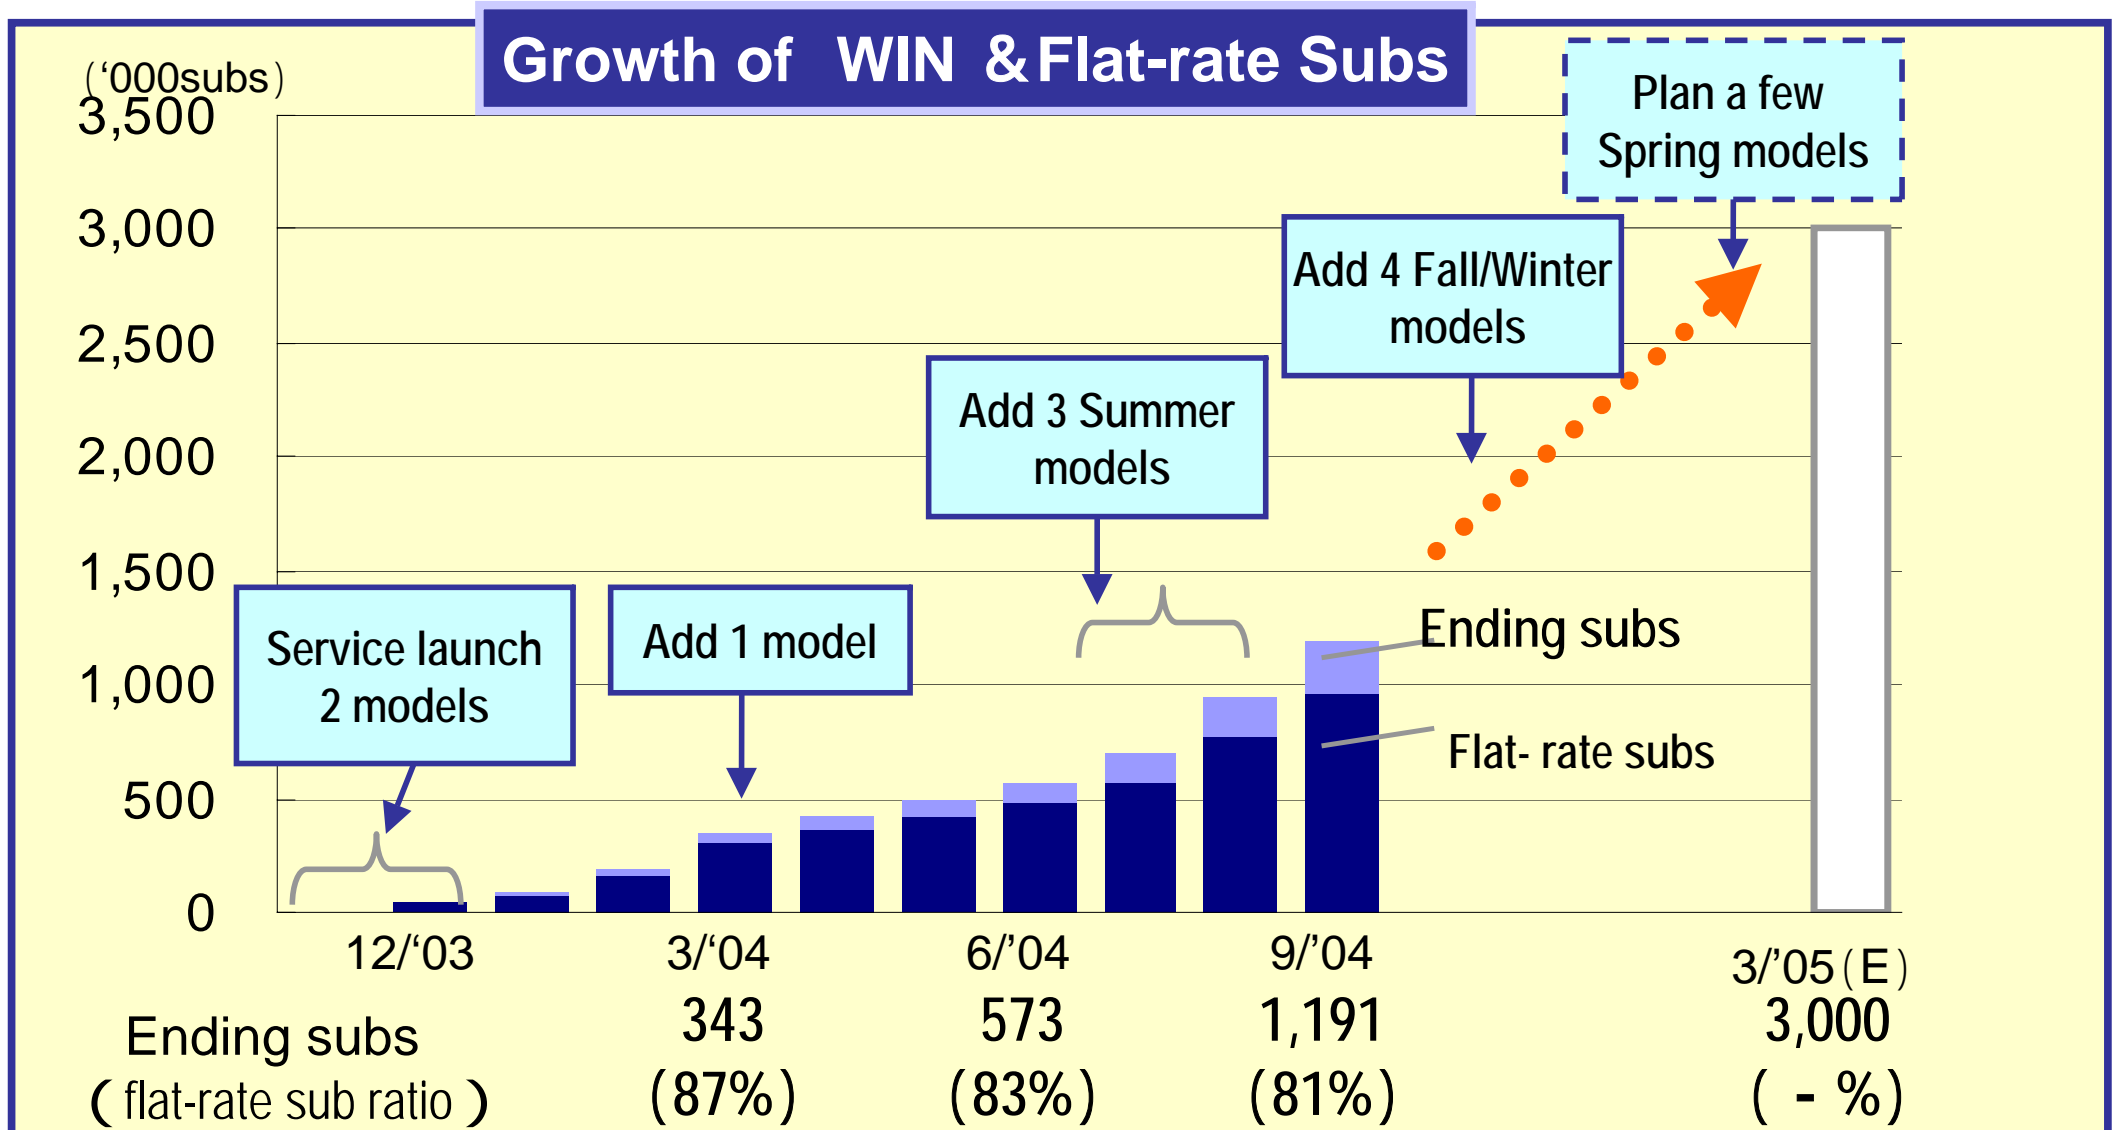 Growth of WIN & Flat-rate Subs
(‘000subs)
3,500
3,000
2,500
2,000
1,500
1,000
500
0
Plan a few
Spring models
Add 4 Fall/Winter
models
Add 3 Summer
models
Add 1 model
Service launch
2 models
Ending subs
Flat- rate subs
12/‘03 3/‘04 6/’04 9/’04 3/’05(E)
Ending subs 343 573 1,191 3,000
(flat-rate sub ratio) (87%) (83%) (81%) ( - %)